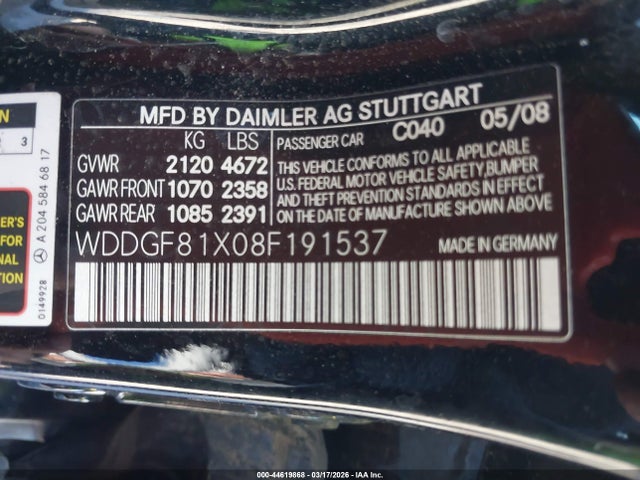 MFD BY DAIMLER AG STUTTGART
KG LBS
GVWR 2120 4672
GAWR FRONT 1070 2358
GAWR REAR 1085 2391
PASSENGER CAR C040 05/08
THIS VEHICLE CONFORMS TO ALL APPLICABLE
U.S. FEDERAL MOTOR VEHICLE SAFETY,BUMPER
AND THEFT PREVENTION STANDARDS IN EFFECT
ON THE DATE OF MANUFACTURE SHOWN ABOVE
WDDGF81X08F191537
MADE IN GERMANY
3
FOR
A 204 584 68 17
0149928
000-44619868 - 03/17/2026 - IAA Inc.